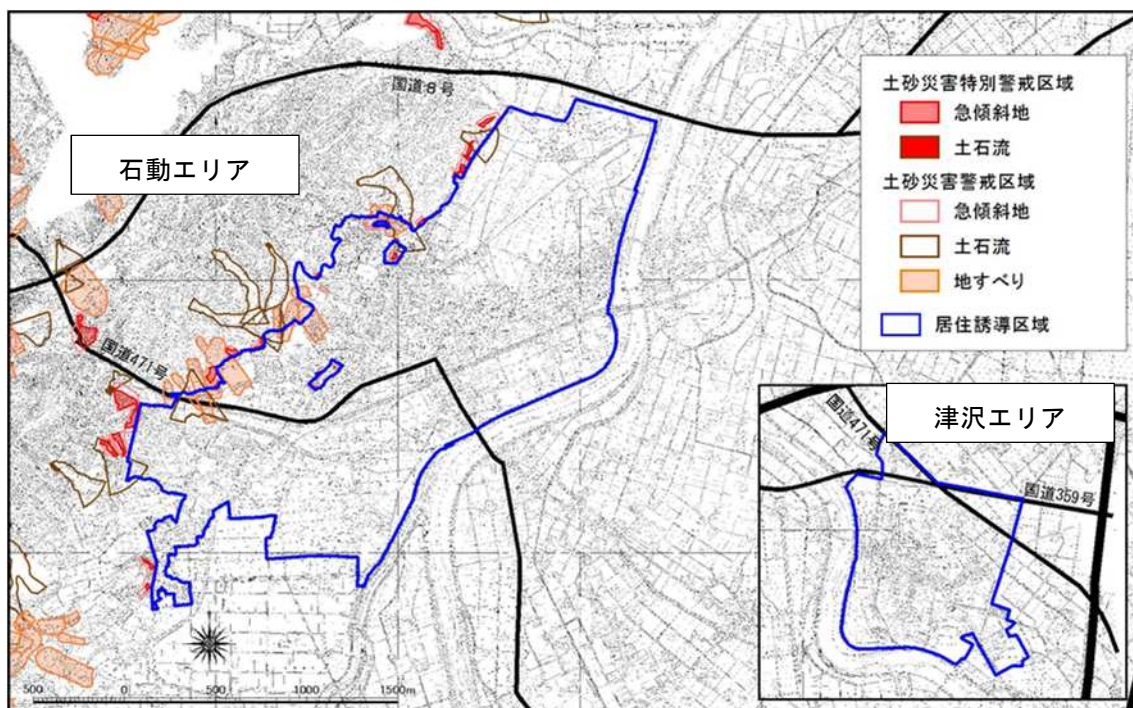 国道8号
石動エリア
国道471号
土砂災害特別警戒区域
急傾斜地
土石流
土砂災害警戒区域
急傾斜地
土石流
地すべり
居住誘導区域
津沢エリア
国道471号
国道359号
500 0 500 1000 1500m